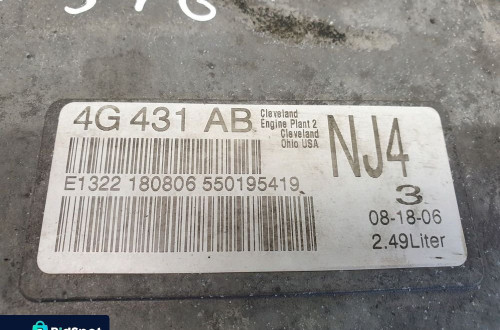 4G 431 AB
Cleveland
Engine Plant 2
Cleveland
Ohio USA
NJ4
E1322 180806 550195419
3
08-18-06
2.49Liter
BidSpot